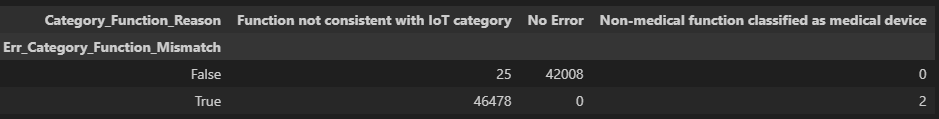 Category_Function_Reason Function not consistent with IoT category No Error Non-medical function classified as medical device
Err_Category_Function_Mismatch
False 25 42008 0
True 46478 0 2